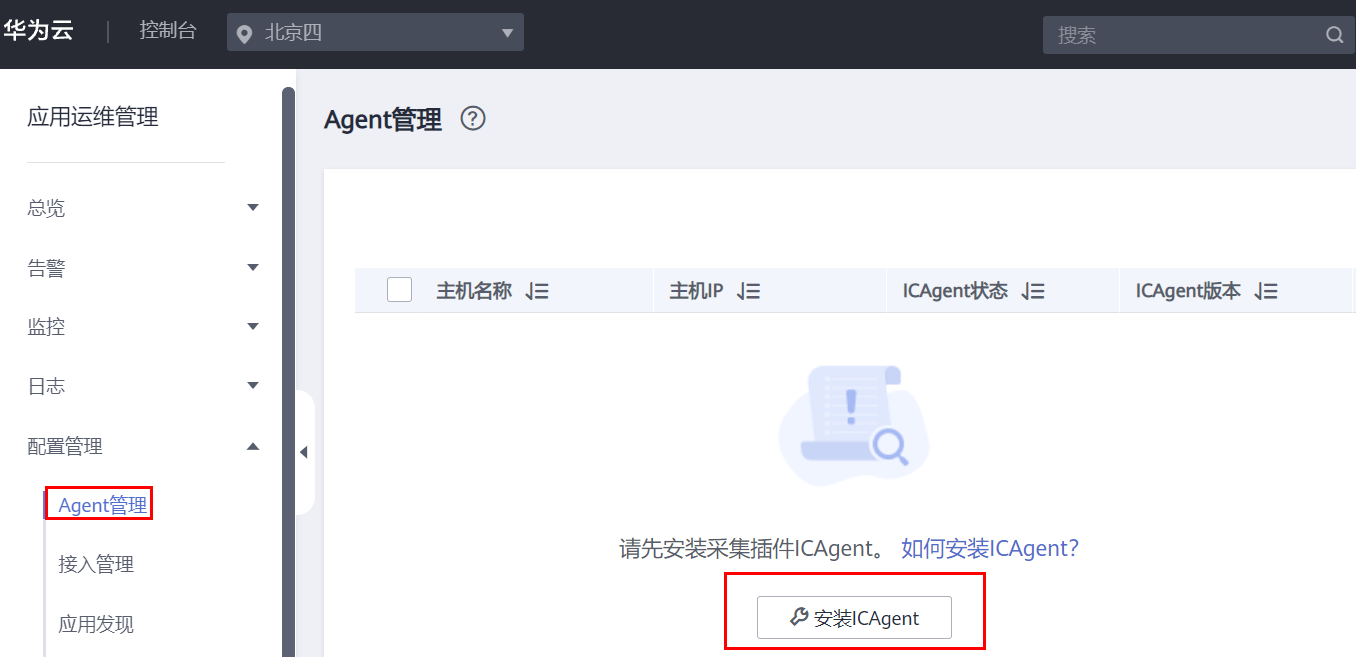 华为云 控制台 北京四 搜索
应用运维管理
总览
告警
监控
日志
配置管理
Agent管理
接入管理
应用发现
Agent管理 ?
主机名称 主机IP ICAgent状态 ICAgent版本
请先安装采集插件ICAgent。 如何安装ICAgent?
安装ICAgent